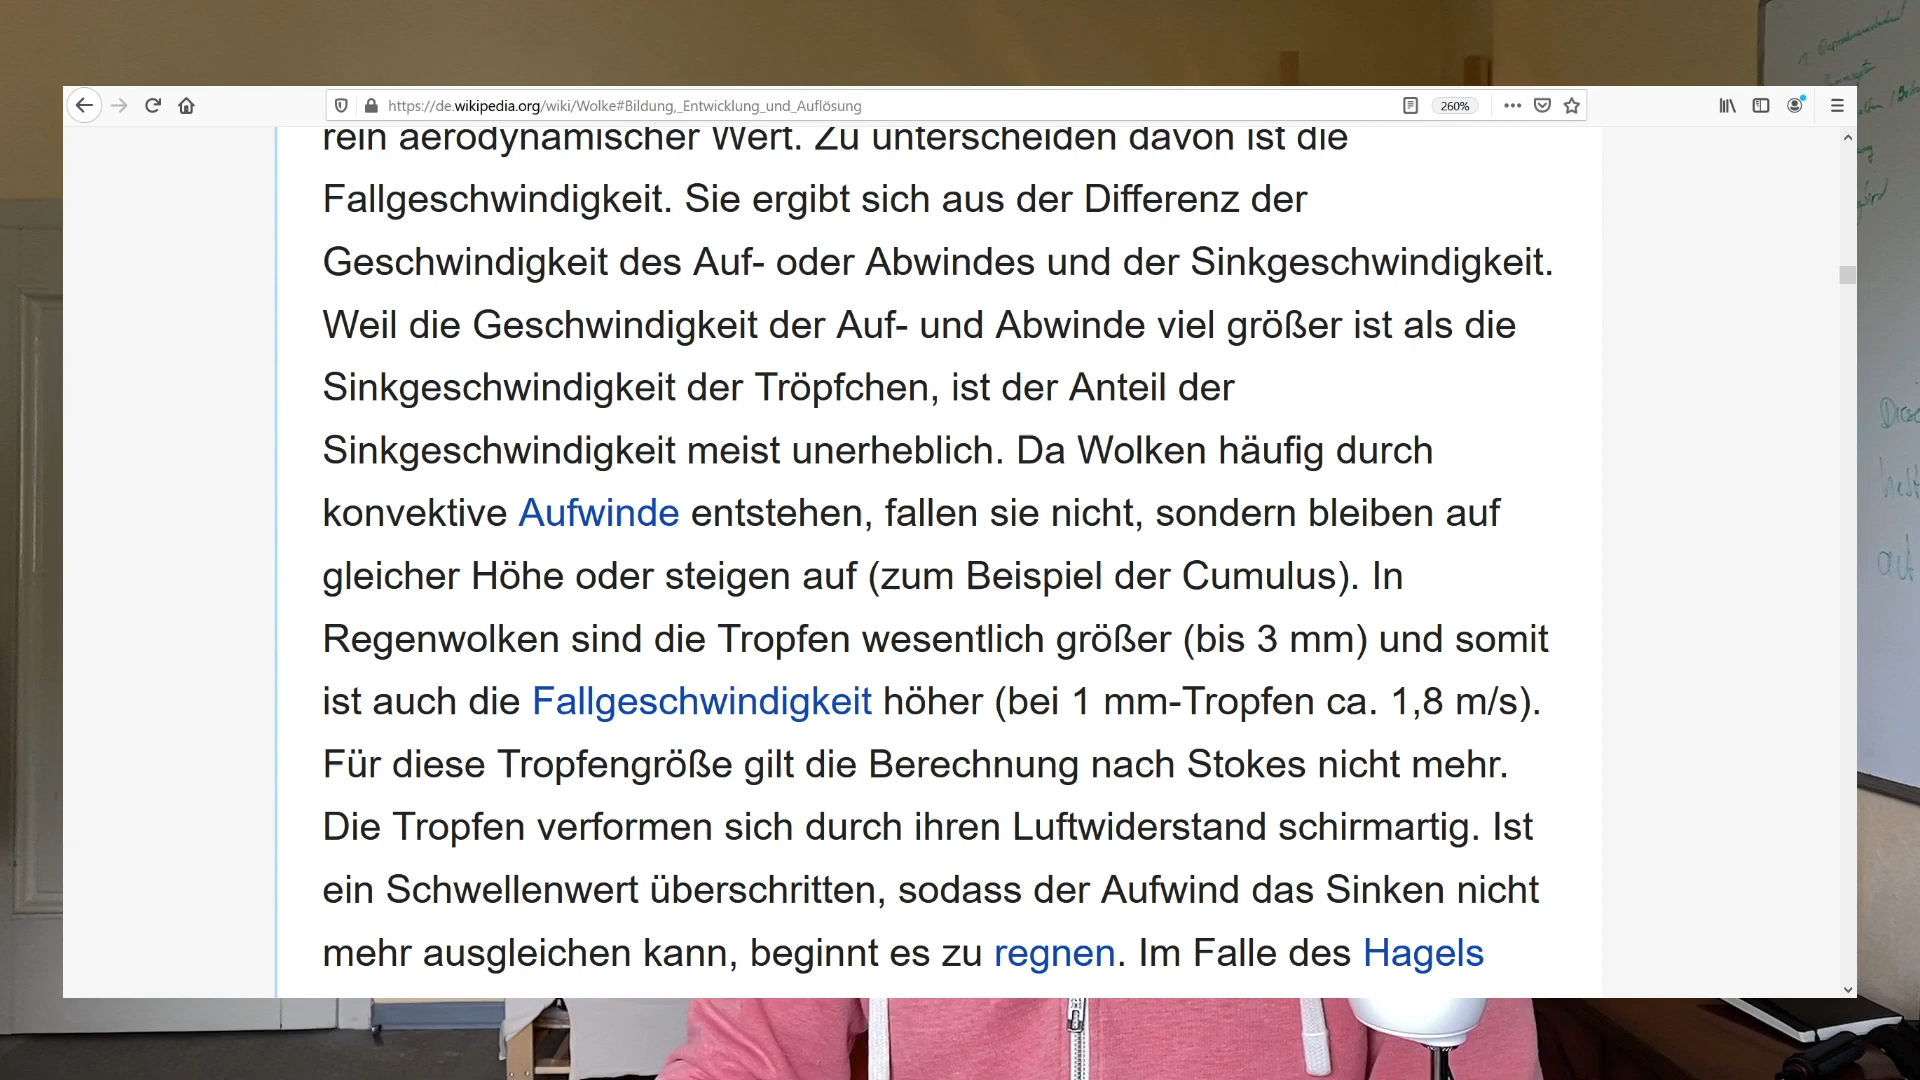 https://de.wikipedia.org/wiki/Wolke#Bildung,_Entwicklung_und_Auflösung
260%
rein aerodynamischer Wert. Zu unterscheiden davon ist die
Fallgeschwindigkeit. Sie ergibt sich aus der Differenz der
Geschwindigkeit des Auf- oder Abwindes und der Sinkgeschwindigkeit.
Weil die Geschwindigkeit der Auf- und Abwinde viel größer ist als die
Sinkgeschwindigkeit der Tröpfchen, ist der Anteil der
Sinkgeschwindigkeit meist unerheblich. Da Wolken häufig durch
konvektive Aufwinde entstehen, fallen sie nicht, sondern bleiben auf
gleicher Höhe oder steigen auf (zum Beispiel der Cumulus). In
Regenwolken sind die Tropfen wesentlich größer (bis 3 mm) und somit
ist auch die Fallgeschwindigkeit höher (bei 1 mm-Tropfen ca. 1,8 m/s).
Für diese Tropfengröße gilt die Berechnung nach Stokes nicht mehr.
Die Tropfen verformen sich durch ihren Luftwiderstand schirmartig. Ist
ein Schwellenwert überschritten, sodass der Aufwind das Sinken nicht
mehr ausgleichen kann, beginnt es zu regnen. Im Falle des Hagels